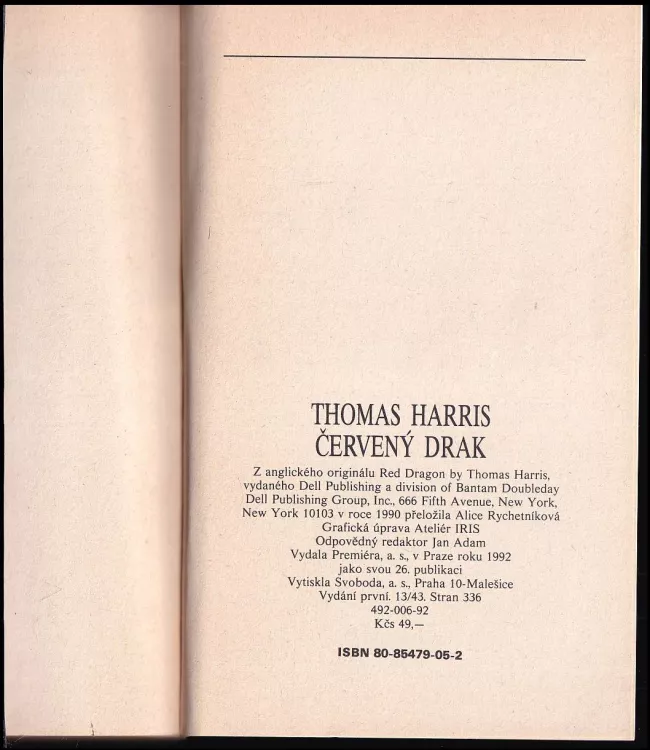 THOMAS HARRIS
ČERVENÝ DRAK
Z anglického originálu Red Dragon by Thomas Harris,
vydaného Dell Publishing a division of Bantam Doubleday
Dell Publishing Group, Inc., 666 Fifth Avenue, New York,
New York 10103 v roce 1990 přeložila Alice Rychetníková
Grafická úprava Ateliér IRIS
Odpovědný redaktor Jan Adam
Vydala Premiéra, a. s., v Praze roku 1992
jako svou 26. publikaci
Vytiskla Svoboda, a. s., Praha 10-Malešice
Vydání první. 13/43. Stran 336
492-006-92
Kčs 49,—
ISBN 80-85479-05-2